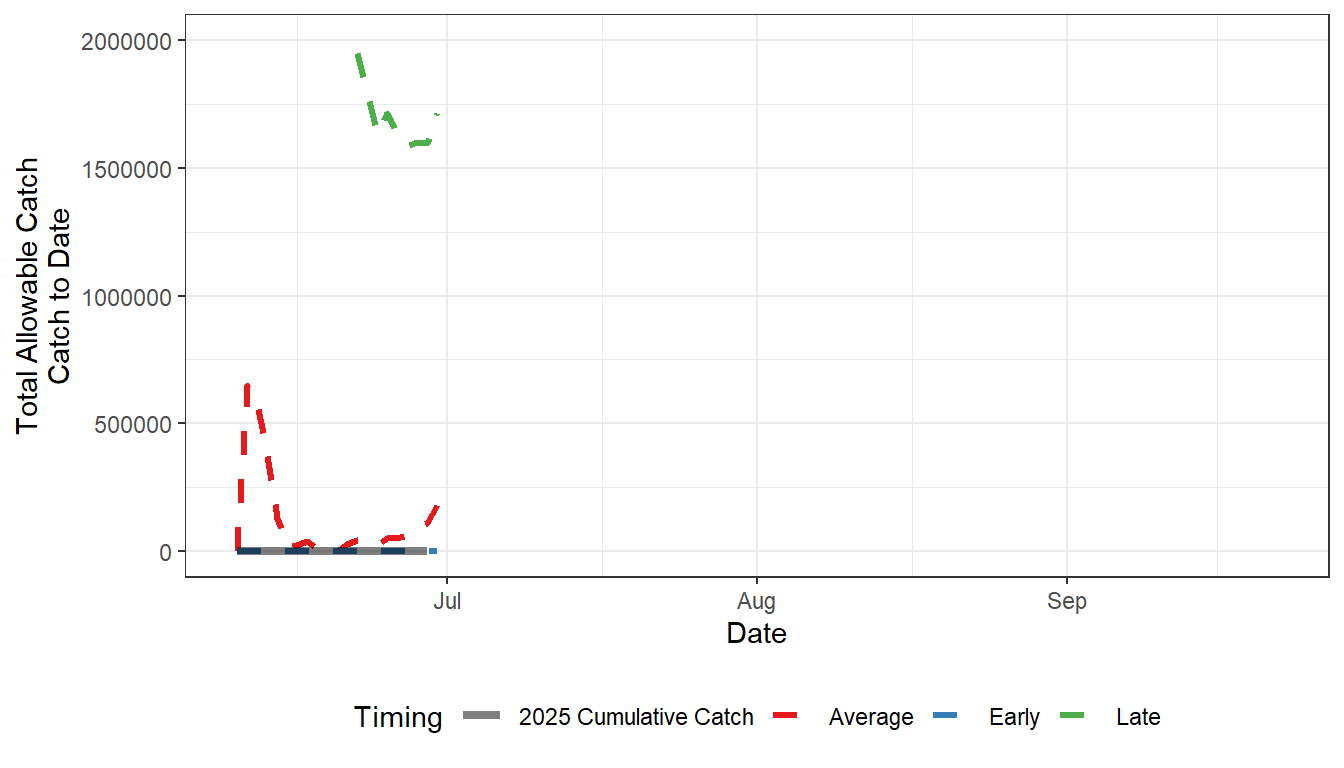 Total Allowable Catch
Catch to Date
2000000
1500000
1000000
500000
0
Jul
Aug
Sep
Date
Timing
2025 Cumulative Catch
Average
Early
Late